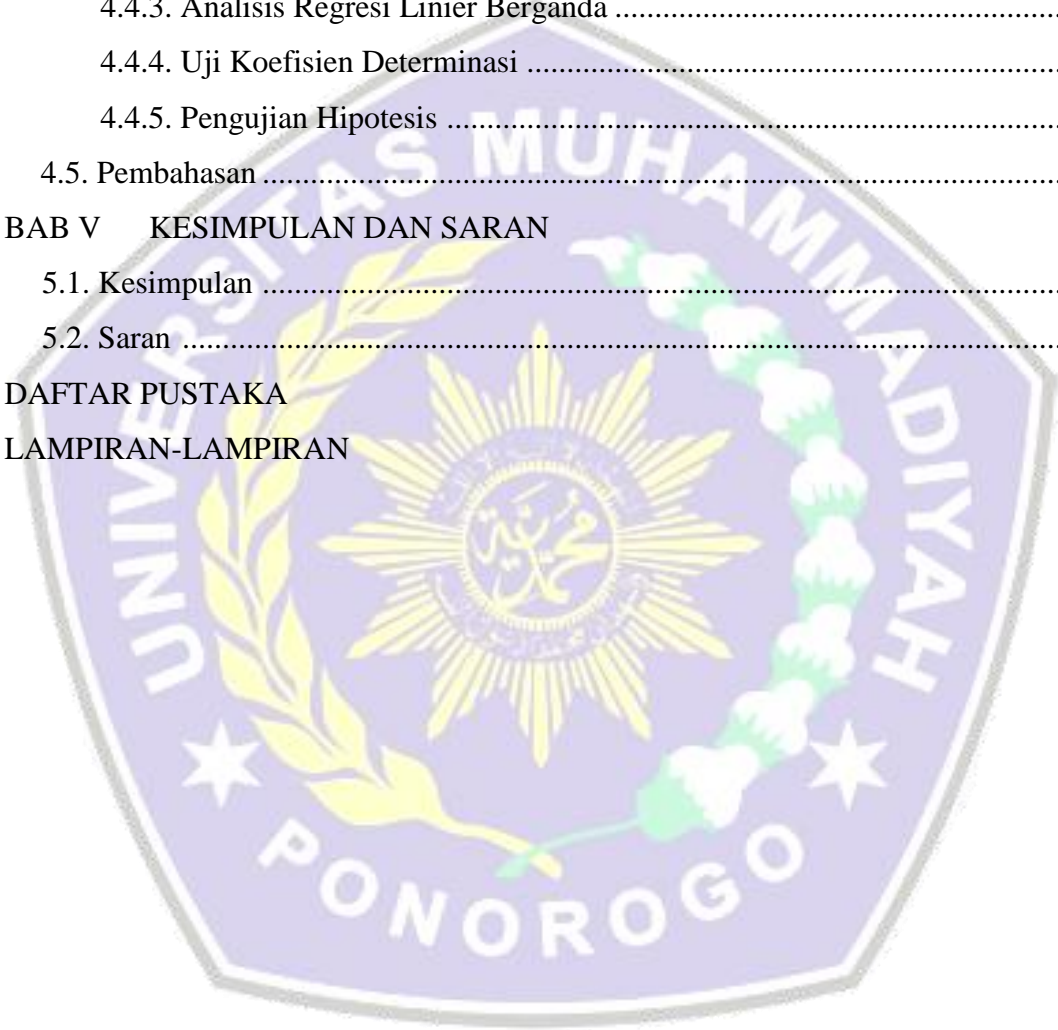 4.4.3. Analisis Regresi Linier Berganda ...........................................................
4.4.4. Uji Koefisien Determinasi .......................................................................
4.4.5. Pengujian Hipotesis .................................................................................
4.5. Pembahasan ...................................................................................................
BAB V KESIMPULAN DAN SARAN
5.1. Kesimpulan ...................................................................................................
5.2. Saran .............................................................................................................
DAFTAR PUSTAKA
LAMPIRAN-LAMPIRAN
UNIVERSITAS MUHAMMADIYAH
PONOROGO
محمدية